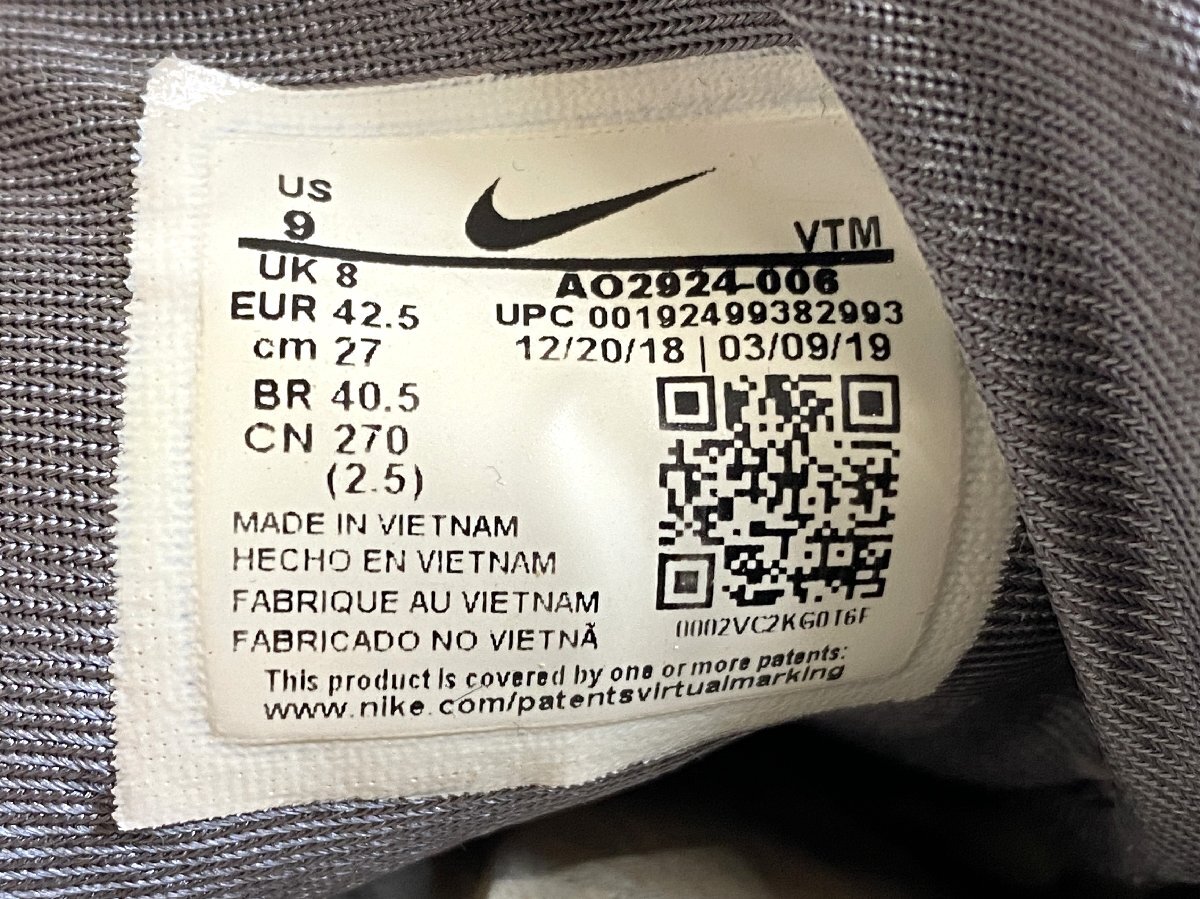 US
9
VTM
UK 8
AO2924-006
EUR 42.5
UPC 00192499382993
cm 27
12/20/18 | 03/09/19
BR 40.5
CN 270
(2.5)
MADE IN VIETNAM
HECHO EN VIETNAM
FABRIQUE AU VIETNAM
FABRICADO NO VIETNÃ
0002VC2KG0T6F
This product is covered by one or more patents:
www.nike.com/patentsvirtualmarking